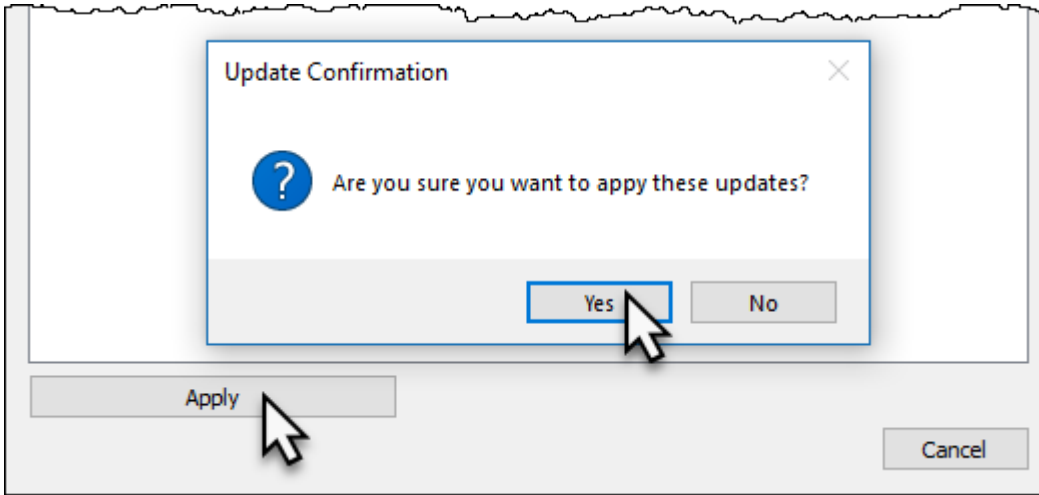 Update Confirmation
?
Are you sure you want to appy these updates?
Yes
No
Apply
Cancel